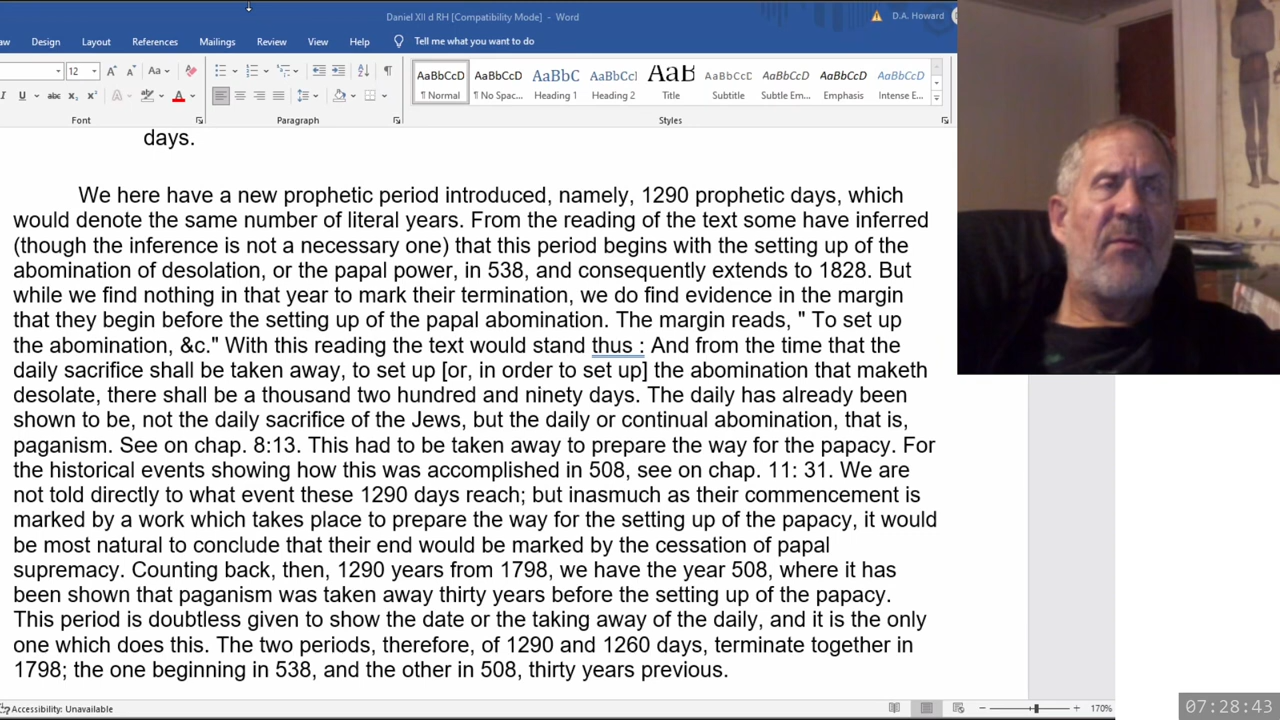 Daniel XII d RH [Compatibility Mode] - Word
D.A. Howard
aw Design Layout References Mailings Review View Help Tell me what you want to do
12 Aa
AaBbCcD AaBbCcD AaBbC AaBbCcI AaB AaBbCcD AaBbCcD AaBbCcD AaBbCcD
I U abc x₂ x² A A
¶ Normal ¶ No Spac... Heading 1 Heading 2 Title Subtitle Subtle Em... Emphasis Intense E...
Font Paragraph Styles
days.
We here have a new prophetic period introduced, namely, 1290 prophetic days, which
would denote the same number of literal years. From the reading of the text some have inferred
(though the inference is not a necessary one) that this period begins with the setting up of the
abomination of desolation, or the papal power, in 538, and consequently extends to 1828. But
while we find nothing in that year to mark their termination, we do find evidence in the margin
that they begin before the setting up of the papal abomination. The margin reads, " To set up
the abomination, &c." With this reading the text would stand thus : And from the time that the
daily sacrifice shall be taken away, to set up [or, in order to set up] the abomination that maketh
desolate, there shall be a thousand two hundred and ninety days. The daily has already been
shown to be, not the daily sacrifice of the Jews, but the daily or continual abomination, that is,
paganism. See on chap. 8:13. This had to be taken away to prepare the way for the papacy. For
the historical events showing how this was accomplished in 508, see on chap. 11: 31. We are
not told directly to what event these 1290 days reach; but inasmuch as their commencement is
marked by a work which takes place to prepare the way for the setting up of the papacy, it would
be most natural to conclude that their end would be marked by the cessation of papal
supremacy. Counting back, then, 1290 years from 1798, we have the year 508, where it has
been shown that paganism was taken away thirty years before the setting up of the papacy.
This period is doubtless given to show the date or the taking away of the daily, and it is the only
one which does this. The two periods, therefore, of 1290 and 1260 days, terminate together in
1798; the one beginning in 538, and the other in 508, thirty years previous.
Accessibility: Unavailable
170%
07:28:43